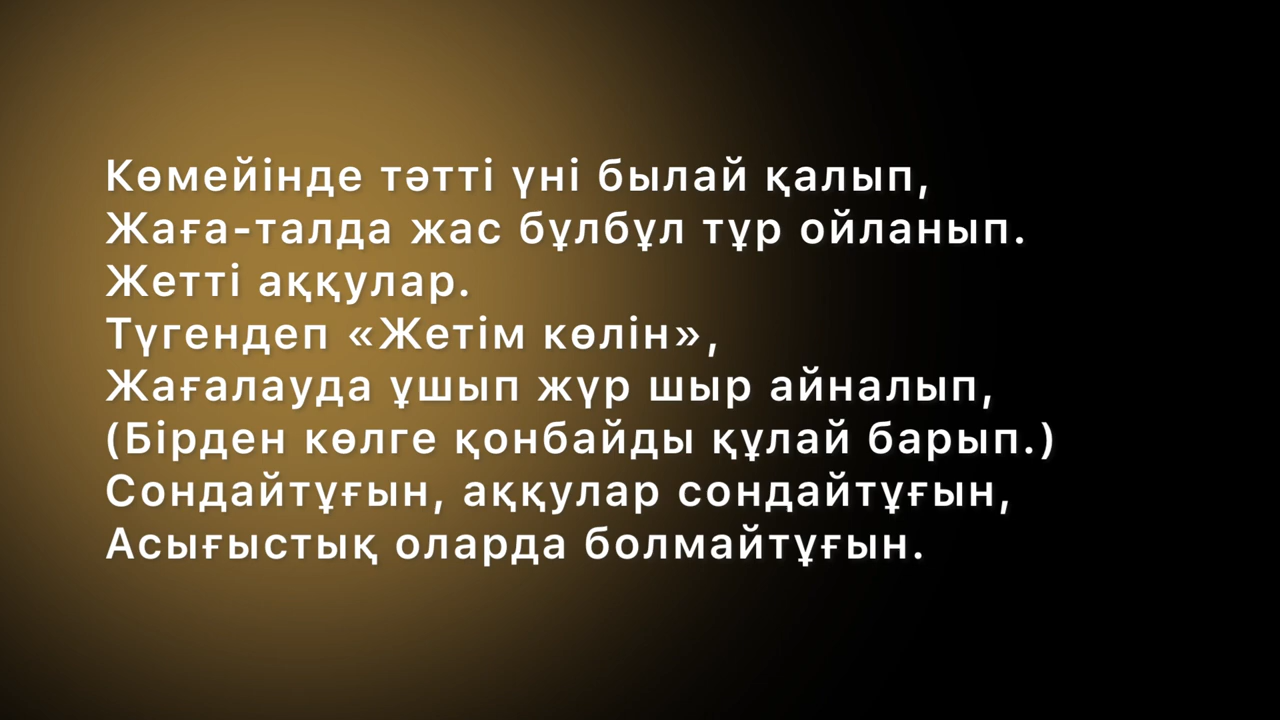 Көмейінде тәтті үні былай қалып,
Жаға-талда жас бұлбұл тұр ойланып.
Жетті аққулар.
Түгендеп «Жетім көлін»,
Жағалауда ұшып жүр шыр айналып,
(Бірден көлге қонбайды құлай барып.)
Сондайтұғын, аққулар сондайтұғын,
Асығыстық оларда болмайтұғын.